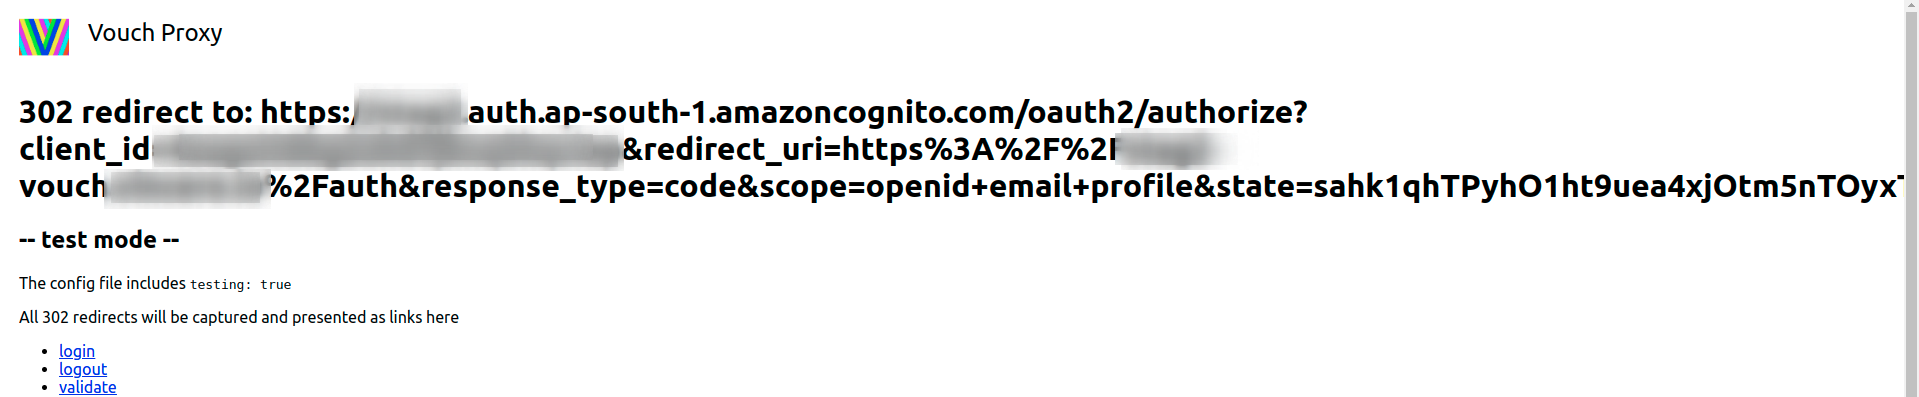 Vouch Proxy
302 redirect to: https:/ .auth.ap-south-1.amazoncognito.com/oauth2/authorize?
client_id= &redirect_uri=https%3A%2F%2F
vouch %2Fauth&response_type=code&scope=openid+email+profile&state=sahk1qhTPyhO1ht9uea4xjOtm5nTOyx
-- test mode --
The config file includes testing: true
All 302 redirects will be captured and presented as links here
login
logout
validate